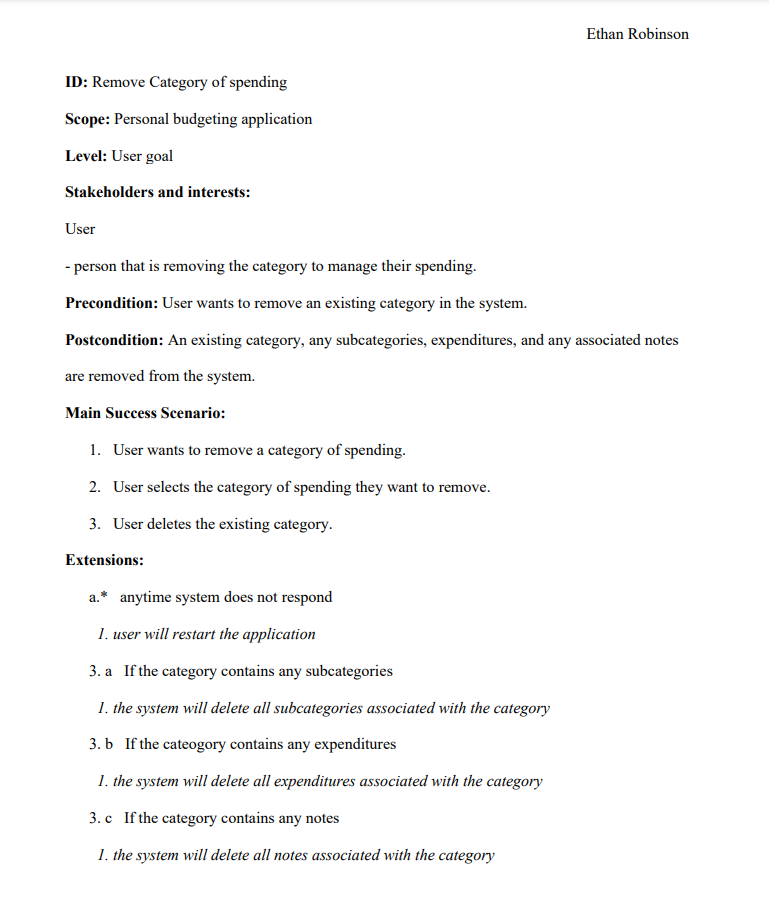 Ethan Robinson
ID: Remove Category of spending
Scope: Personal budgeting application
Level: User goal
Stakeholders and interests:
User
- person that is removing the category to manage their spending.
Precondition: User wants to remove an existing category in the system.
Postcondition: An existing category, any subcategories, expenditures, and any associated notes
are removed from the system.
Main Success Scenario:
1. User wants to remove a category of spending.
2. User selects the category of spending they want to remove.
3. User deletes the existing category.
Extensions:
a.* anytime system does not respond
1. user will restart the application
3. a If the category contains any subcategories
1. the system will delete all subcategories associated with the category
3. b If the cateogory contains any expenditures
1. the system will delete all expenditures associated with the category
3. c If the category contains any notes
1. the system will delete all notes associated with the category